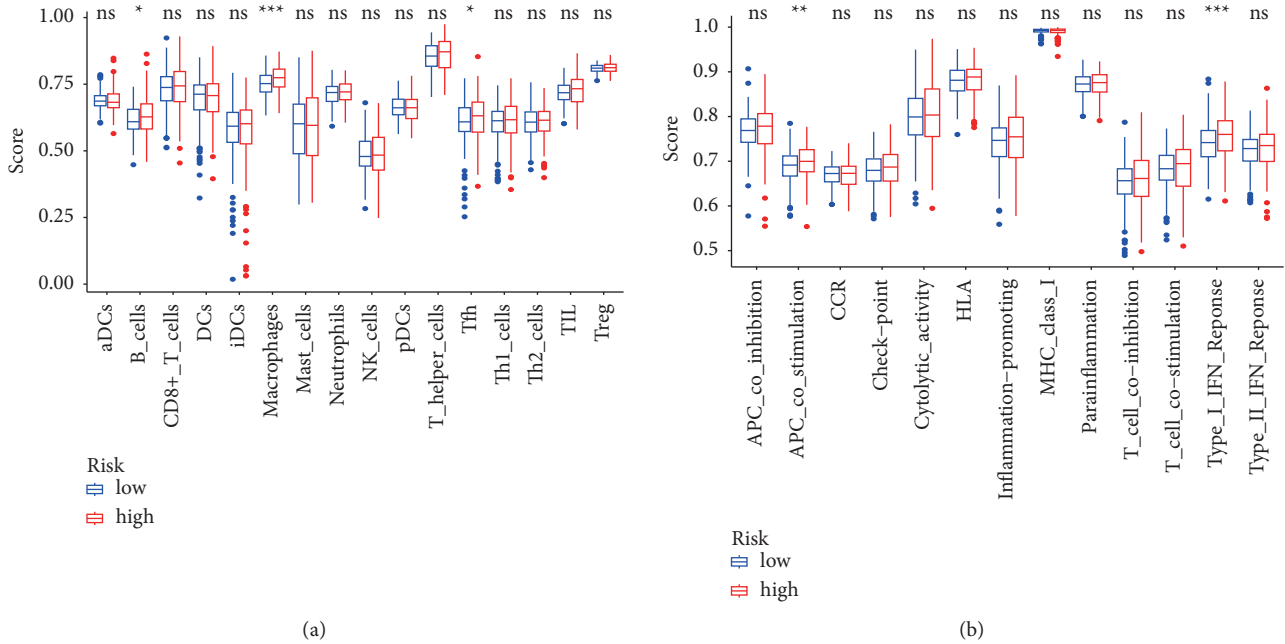 ns * ns ns ns *** ns ns ns ns ns * ns ns ns ns
1.00
0.75
0.50
0.25
0.00
Score
aDCs
B_cells
CD8+_T_cells
DCs
iDCs
Macrophages
Mast_cells
Neutrophils
NK_cells
pDCs
T_helper_cells
Tfh
Th1_cells
Th2_cells
TIL
Treg
Risk
low
high
(a)
ns ** ns ns ns ns ns ns ns ns ns *** ns
1.0
0.9
0.8
0.7
0.6
0.5
Score
APC_co_inhibition
APC_co_stimulation
CCR
Check−point
Cytolytic_activity
HLA
Inflammation−promoting
MHC_class_I
Parainflammation
T_cell_co−inhibition
T_cell_co−stimulation
Type_I_IFN_Reponse
Type_II_IFN_Reponse
Risk
low
high
(b)